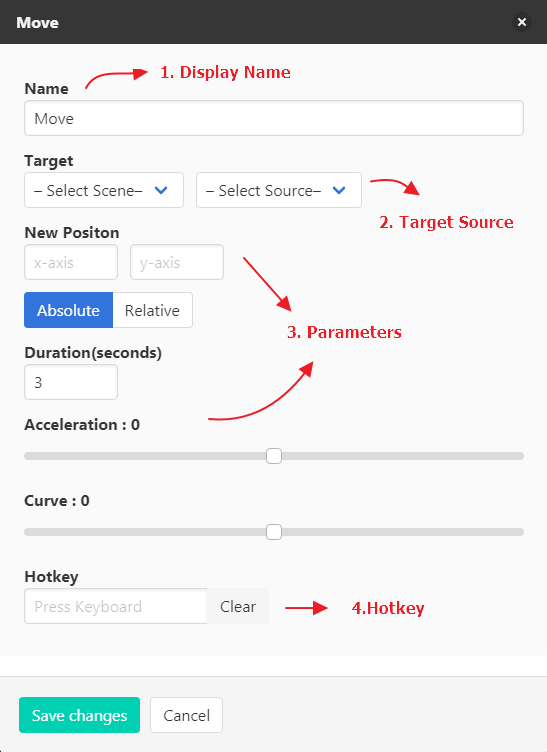 Move
Name
1. Display Name
Move
Target
– Select Scene–
– Select Source–
2. Target Source
New Positon
x-axis
y-axis
Absolute
Relative
3. Parameters
Duration(seconds)
3
Acceleration : 0
Curve : 0
Hotkey
Press Keyboard
Clear
4.Hotkey
Save changes
Cancel